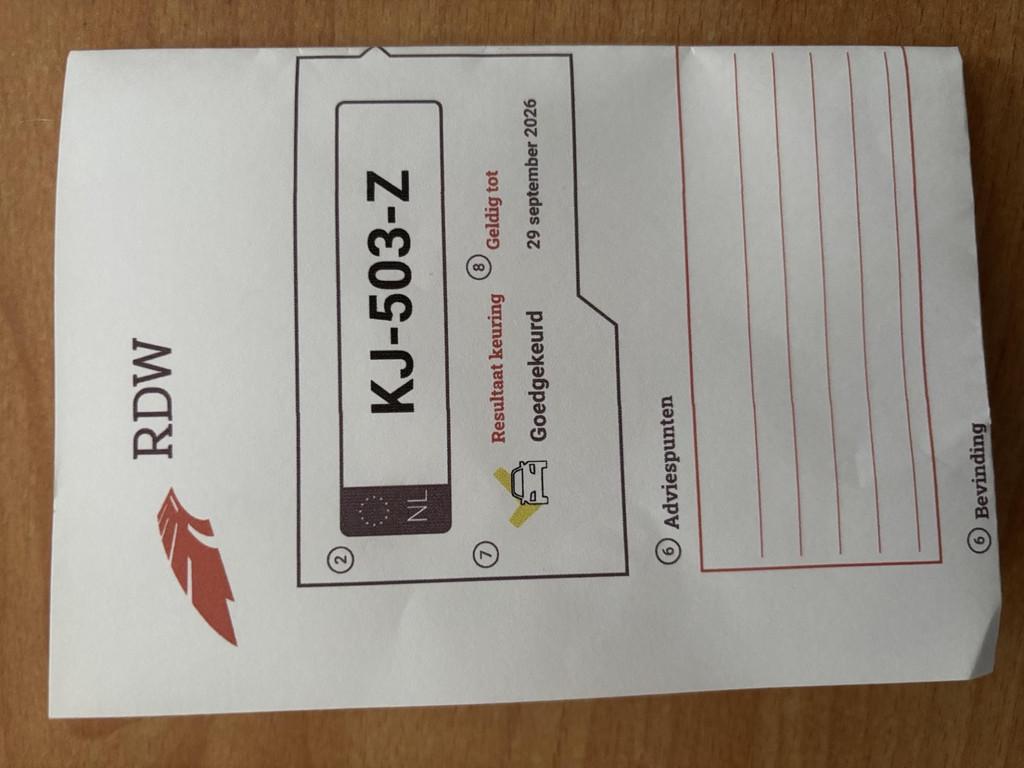 RDW
2
NL
KJ-503-Z
7
Resultaat keuring
Goedgekeurd
8 Geldig tot
29 september 2026
6 Adviespunten
6 Bevinding